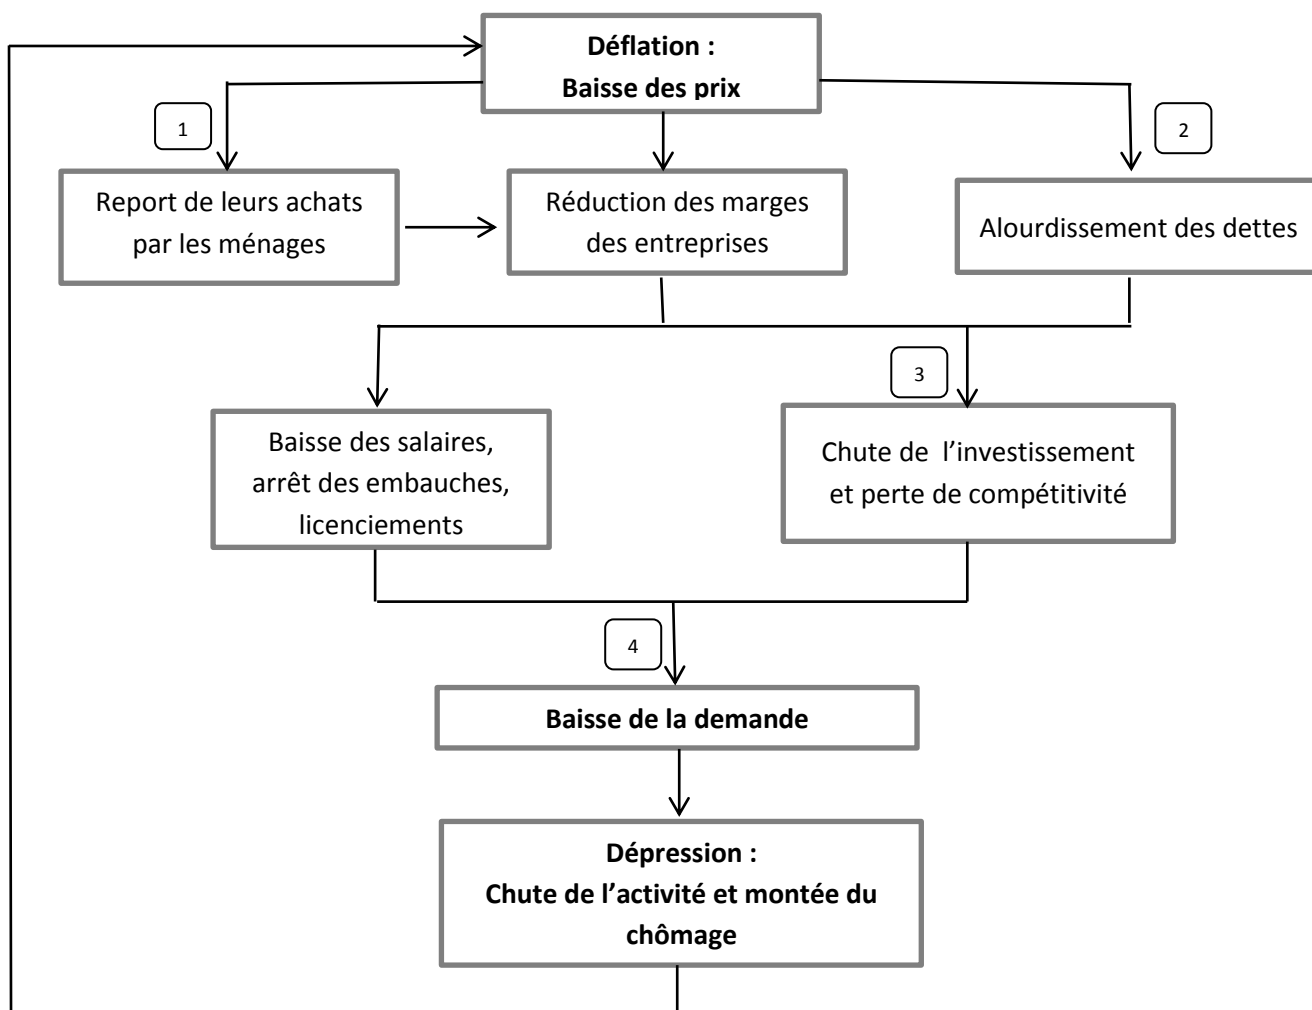 Déflation :
Baisse des prix
1
2
Report de leurs achats
par les ménages
Réduction des marges
des entreprises
Alourdissement des dettes
3
Baisse des salaires,
arrêt des embauches,
licenciements
Chute de  l’investissement
et perte de compétitivité
4
Baisse de la demande
Dépression :
Chute de l’activité et montée du
chômage